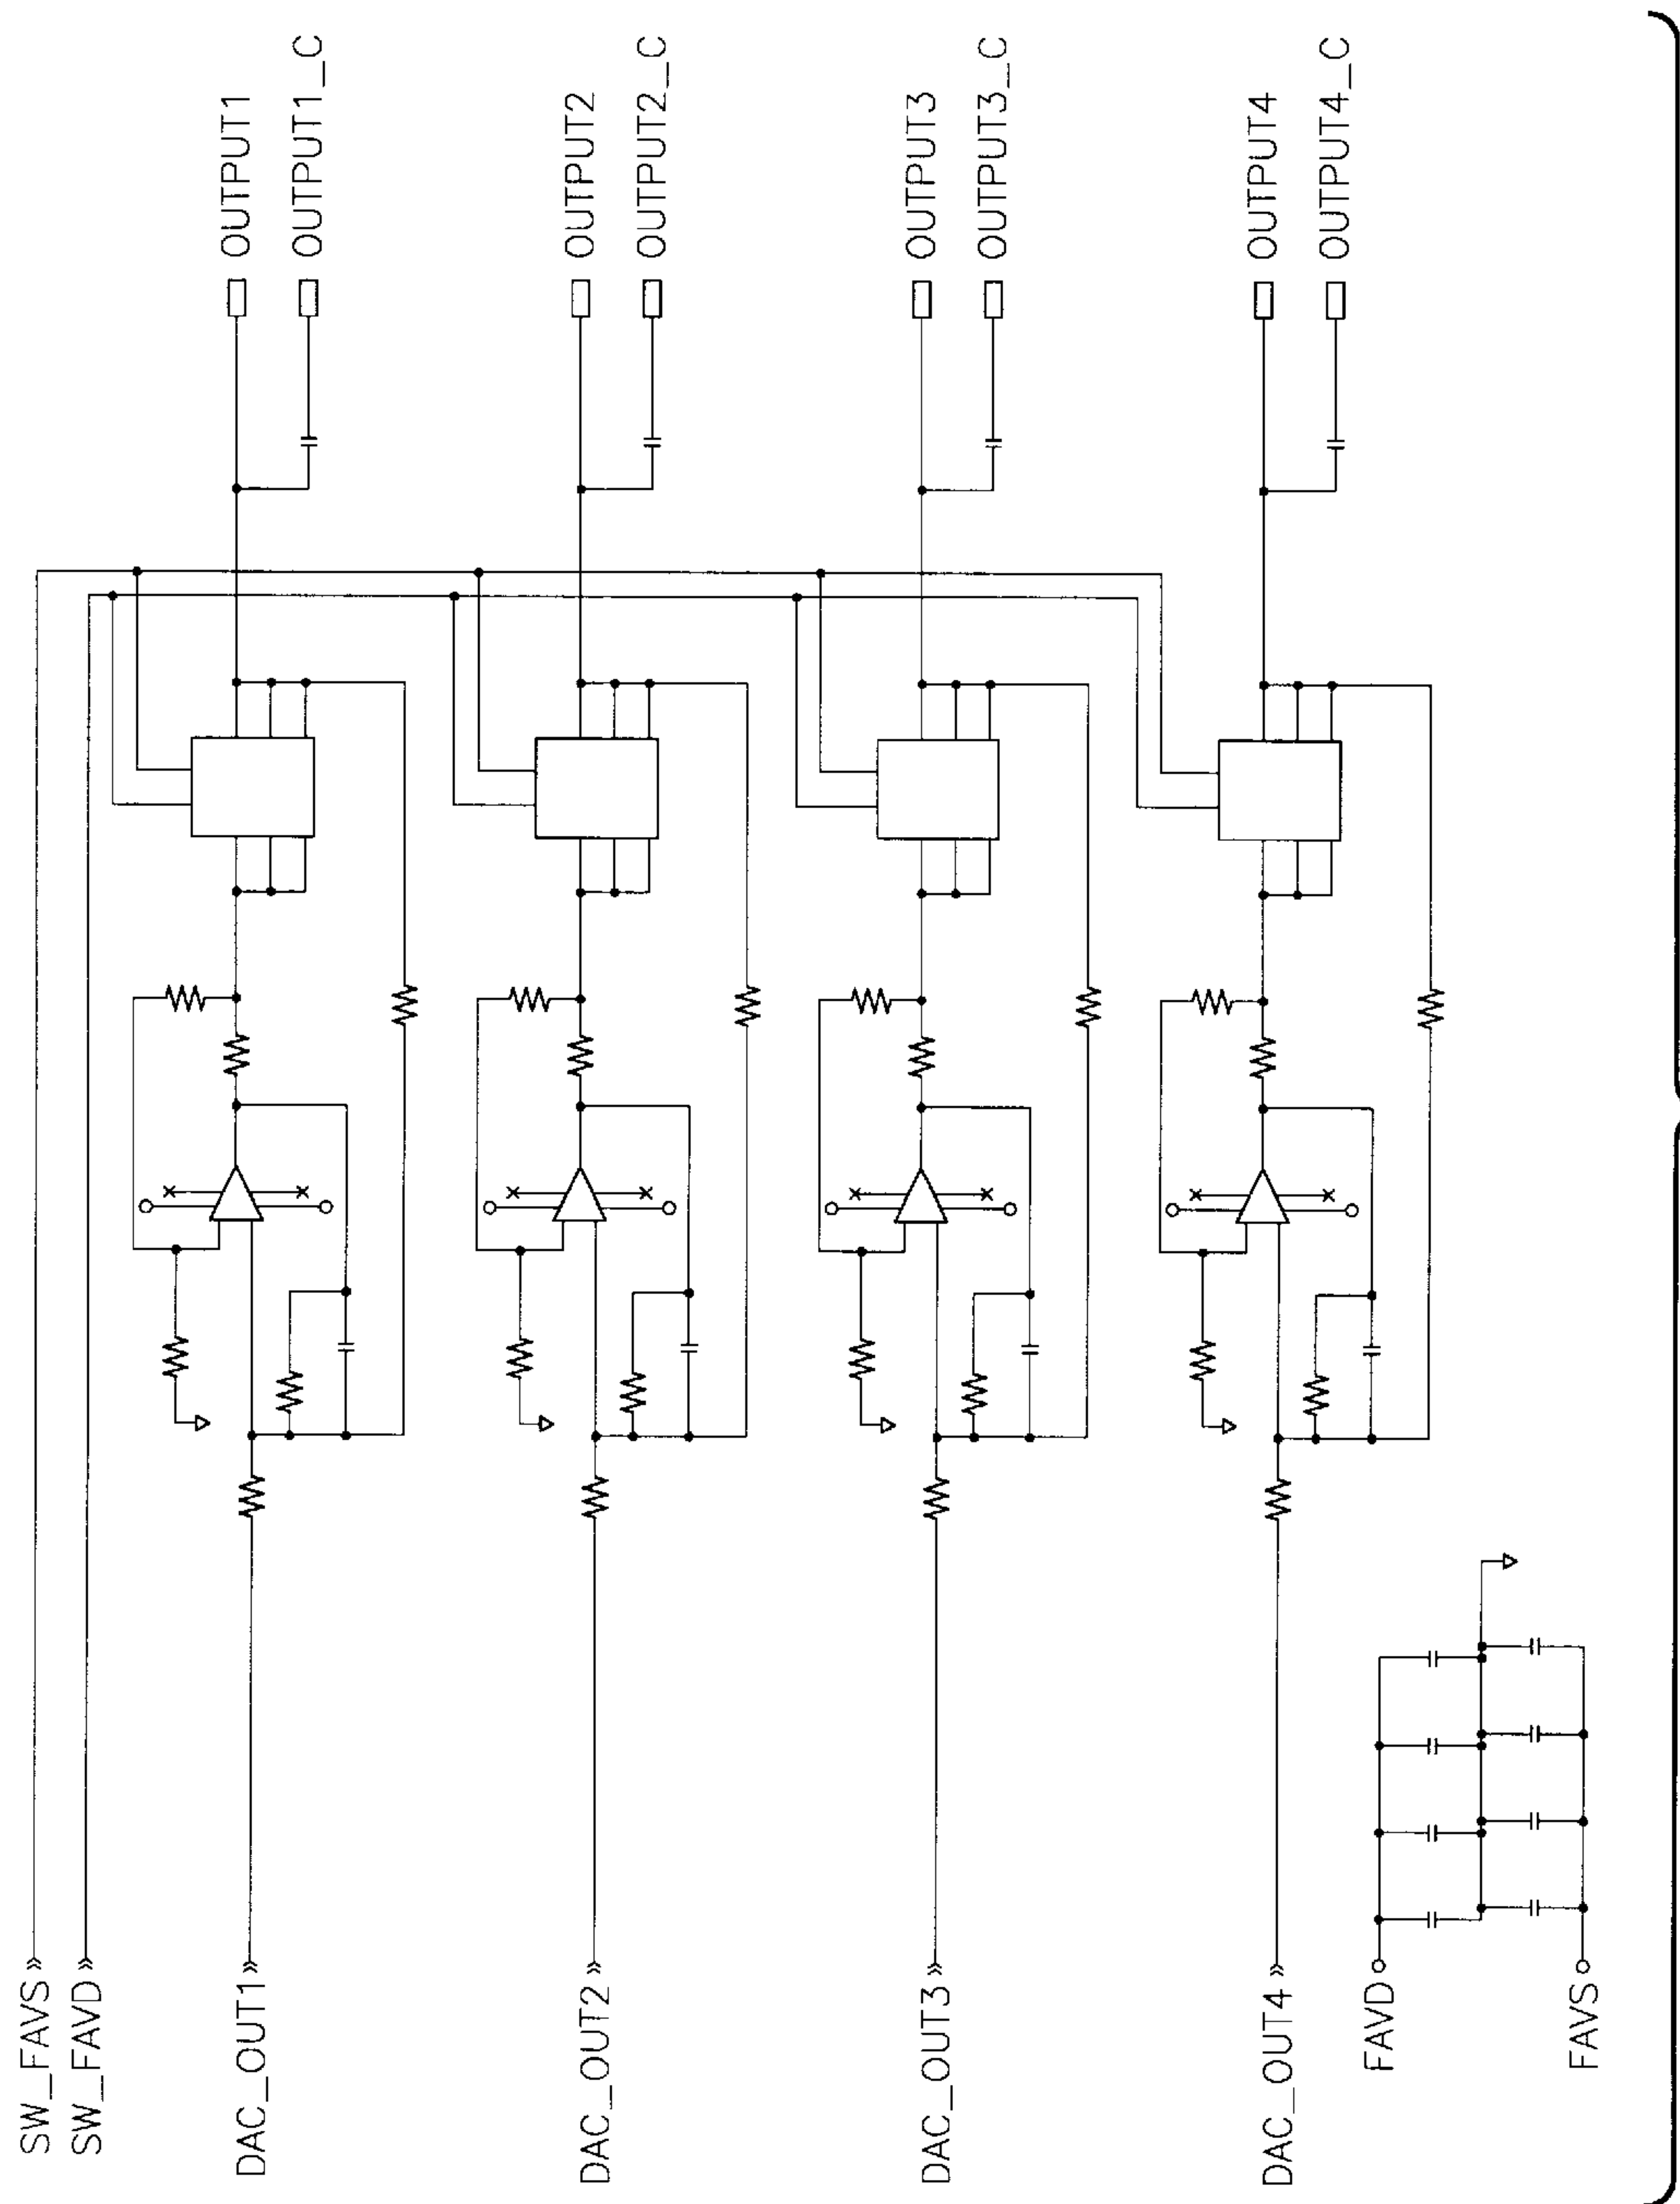 SW_FAVS
SW_FAVD
DAC_OUT1
OUTPUT1
OUTPUT1_C
DAC_OUT2
OUTPUT2
OUTPUT2_C
DAC_OUT3
OUTPUT3
OUTPUT3_C
DAC_OUT4
OUTPUT4
OUTPUT4_C
FAVD
FAVS